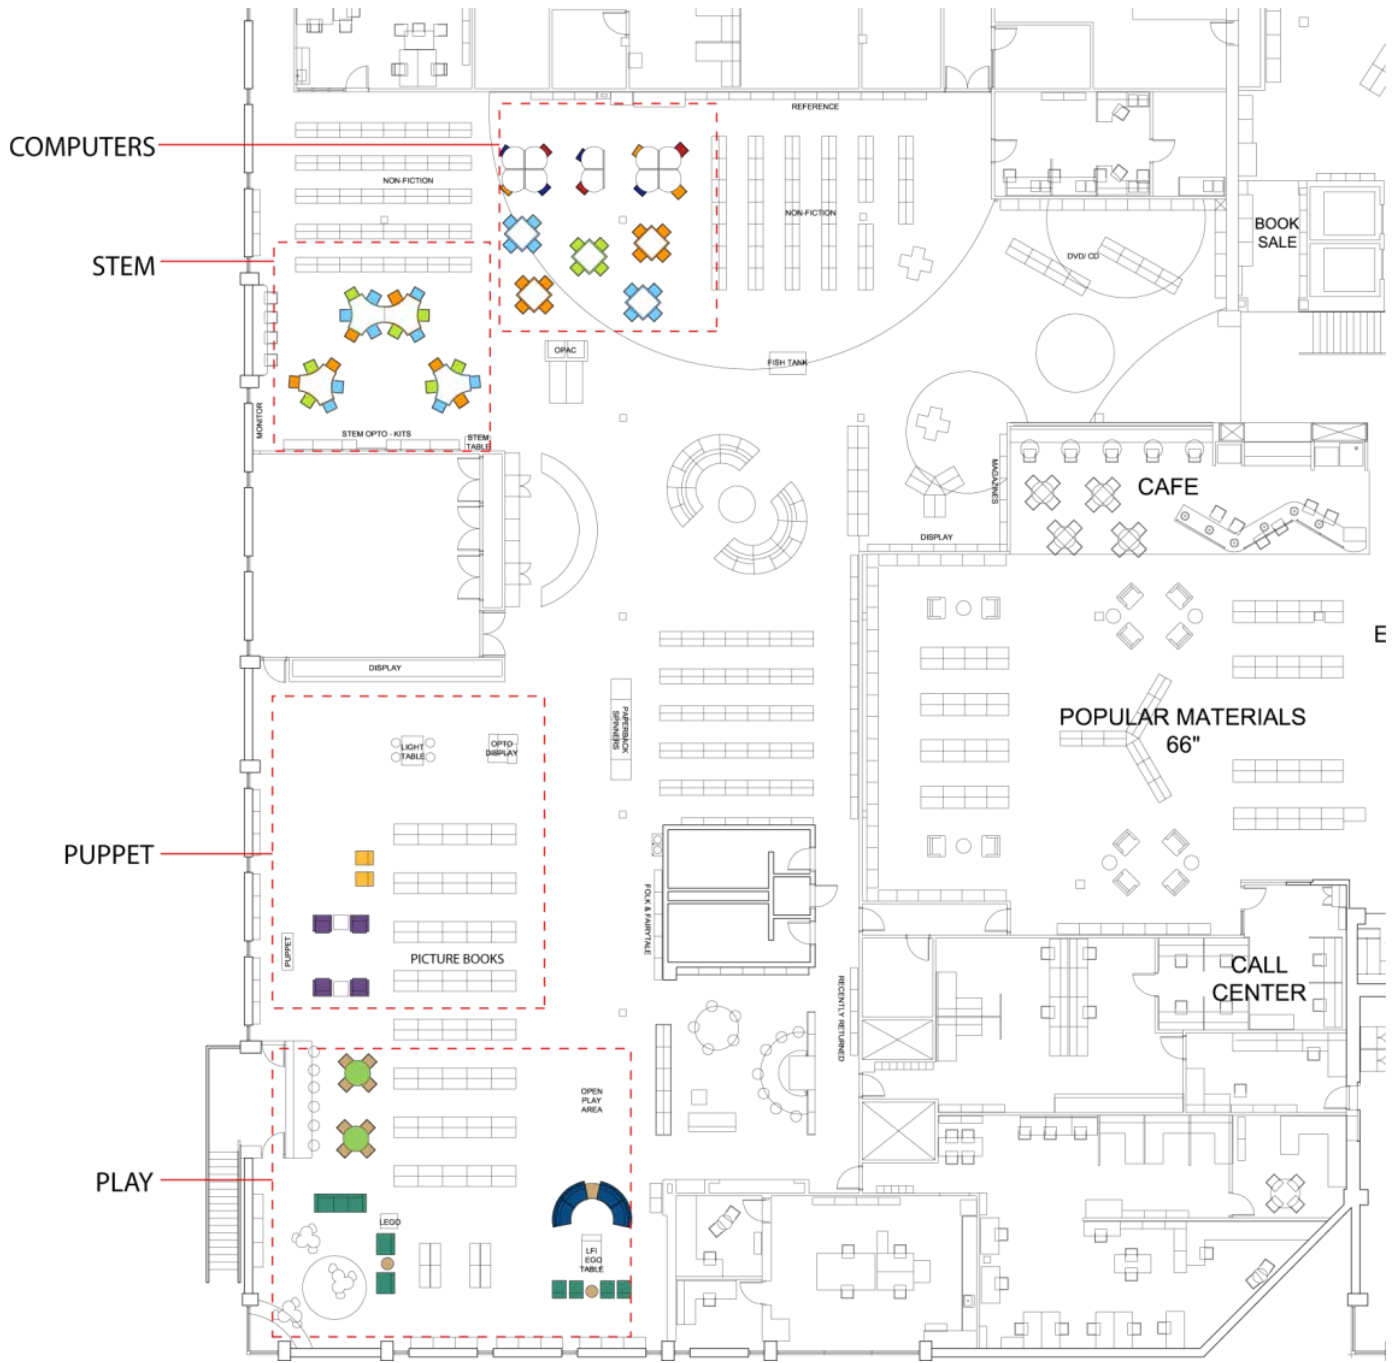 REFERENCE
COMPUTERS
NON-FICTION
NON-FICTION
BOOK
SALE
DVD/ CD
STEM
OPAC
FISH TANK
MONITOR
STEM OPTO - KITS
STEM
TABLE
MAGAZINES
CAFE
DISPLAY
E
DISPLAY
PAPERBACK
SPINNERS
POPULAR MATERIALS
66"
LIGHT
TABLE
OPTO
DISPLAY
PUPPET
FOLK & FAIRYTALE
PUPPET
PICTURE BOOKS
CALL
CENTER
RECENTLY RETURNED
OPEN
PLAY
AREA
PLAY
LEGO
LFI
EGO
TABLE